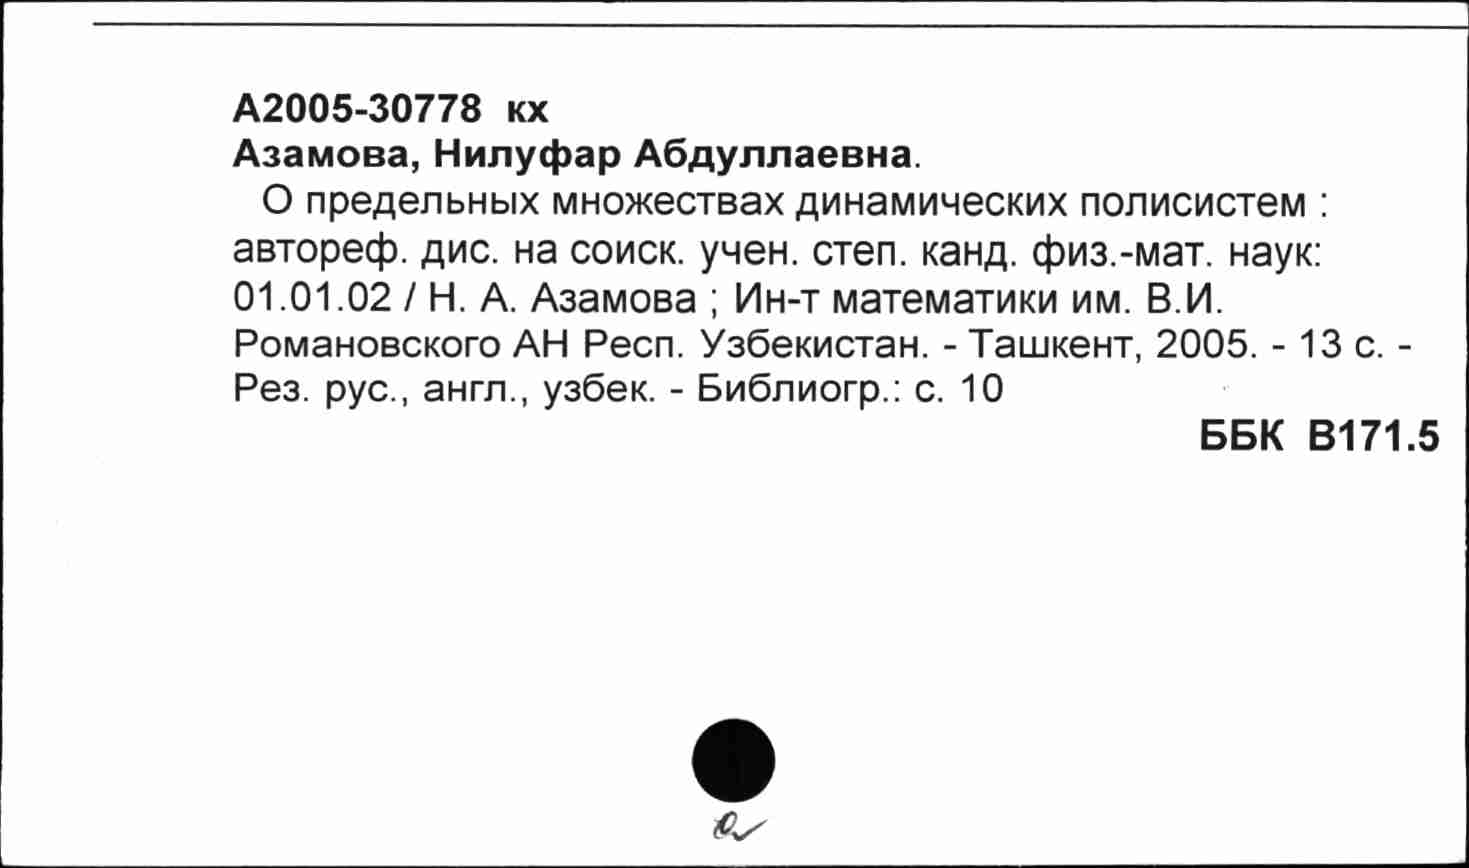 А2005-30778 кх
Азамова, Нилуфар Абдуллаевна.
О предельных множествах динамических полисистем :
автореф. дис. на соиск. учен. степ. канд. физ.-мат. наук:
01.01.02 / Н. А. Азамова ; Ин-т математики им. В.И.
Романовского АН Респ. Узбекистан. - Ташкент, 2005. - 13 с. -
Рез. рус., англ., узбек. - Библиогр.: с. 10
ББК В171.5